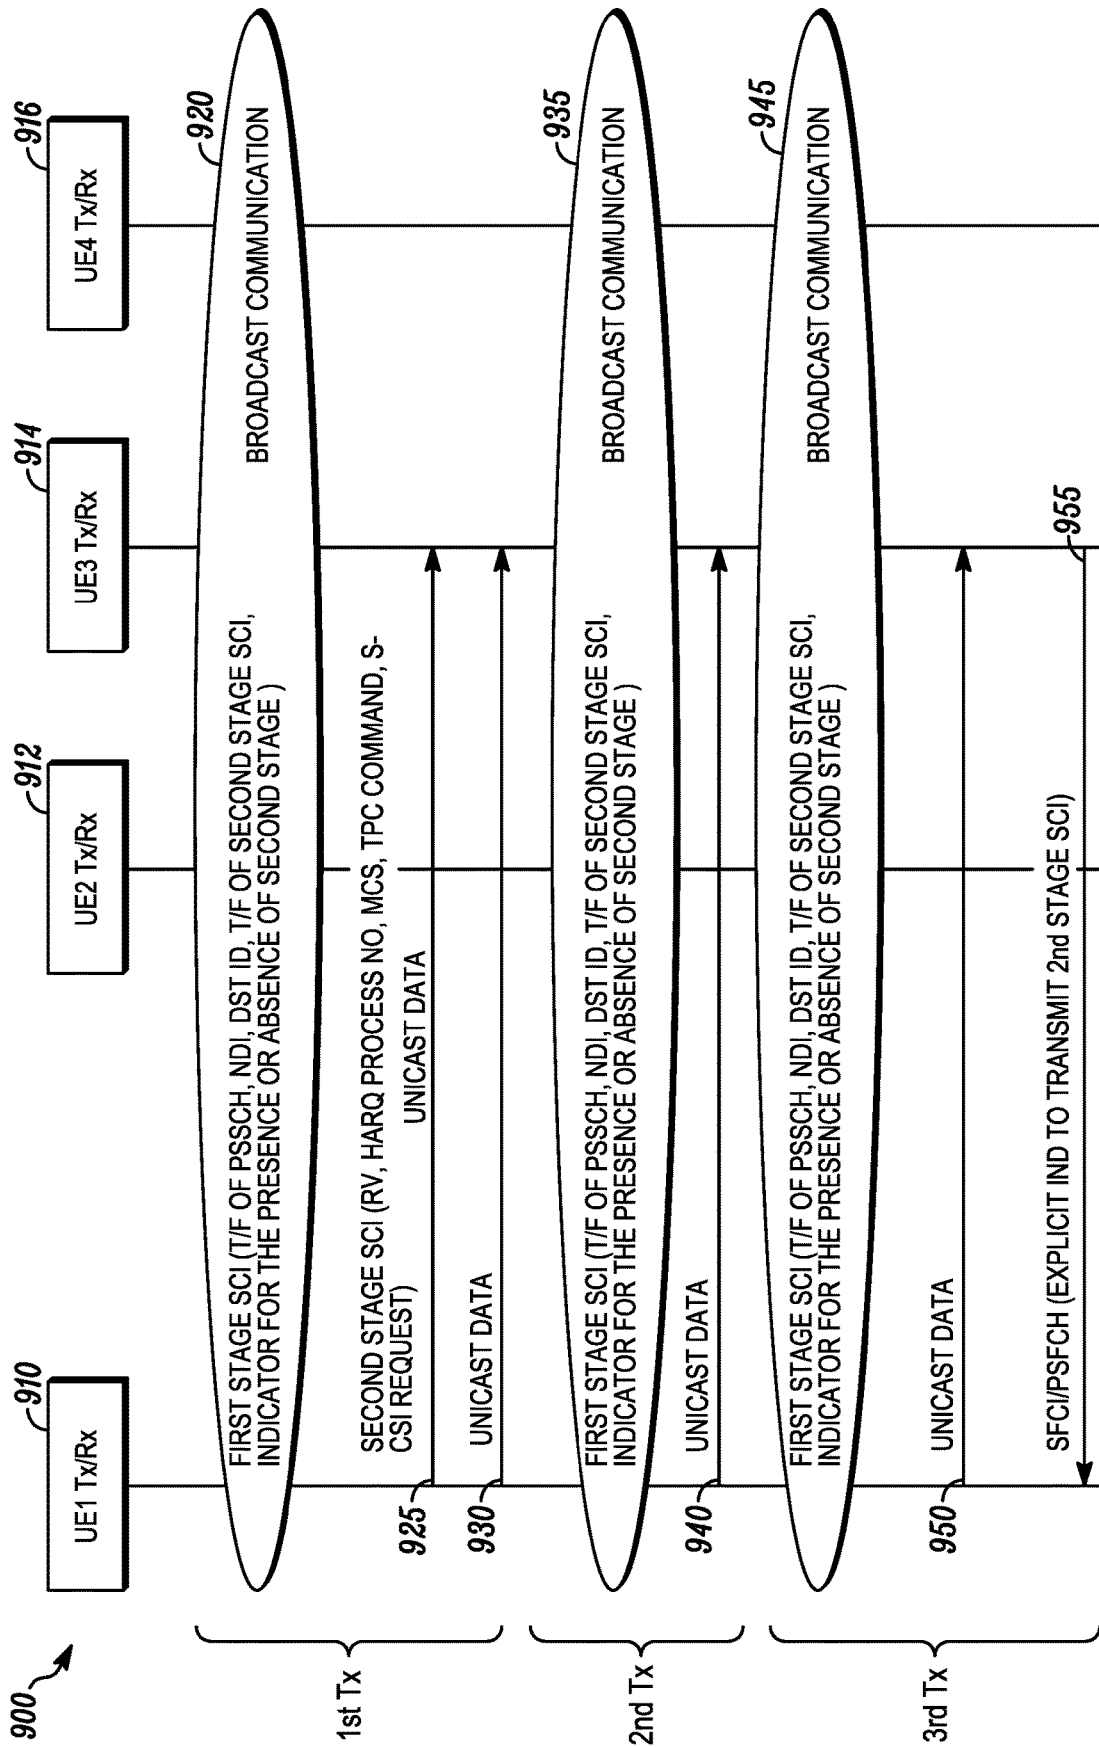 900
910
UE1 Tx/Rx
912
UE2 Tx/Rx
914
UE3 Tx/Rx
916
UE4 Tx/Rx
1st Tx
920
FIRST STAGE SCI (T/F OF PSSCH, NDI, DST ID, T/F OF SECOND STAGE SCI,
INDICATOR FOR THE PRESENCE OR ABSENCE OF SECOND STAGE )
BROADCAST COMMUNICATION
SECOND STAGE SCI (RV, HARQ PROCESS NO, MCS, TPC COMMAND, S-
CSI REQUEST)
UNICAST DATA
925
UNICAST DATA
930
2nd Tx
935
FIRST STAGE SCI (T/F OF PSSCH, NDI, DST ID, T/F OF SECOND STAGE SCI,
INDICATOR FOR THE PRESENCE OR ABSENCE OF SECOND STAGE )
BROADCAST COMMUNICATION
UNICAST DATA
940
3rd Tx
945
FIRST STAGE SCI (T/F OF PSSCH, NDI, DST ID, T/F OF SECOND STAGE SCI,
INDICATOR FOR THE PRESENCE OR ABSENCE OF SECOND STAGE )
BROADCAST COMMUNICATION
UNICAST DATA
950
SFCI/PSFCH (EXPLICIT IND TO TRANSMIT 2nd STAGE SCI)
955